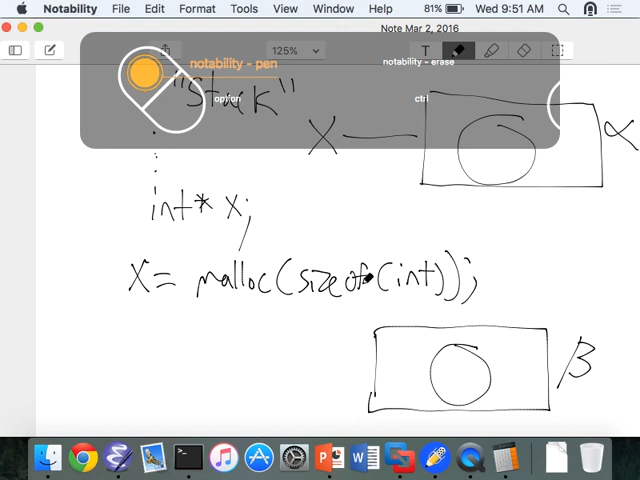 Notability File Edit Format Tools View Window Help 81% Wed 9:51 AM
Note Mar 2, 2016
125% T
notability - pen notability - erase
"Stack"
option ctrl
X α
int* x;
X= malloc(sizeof(int));
β